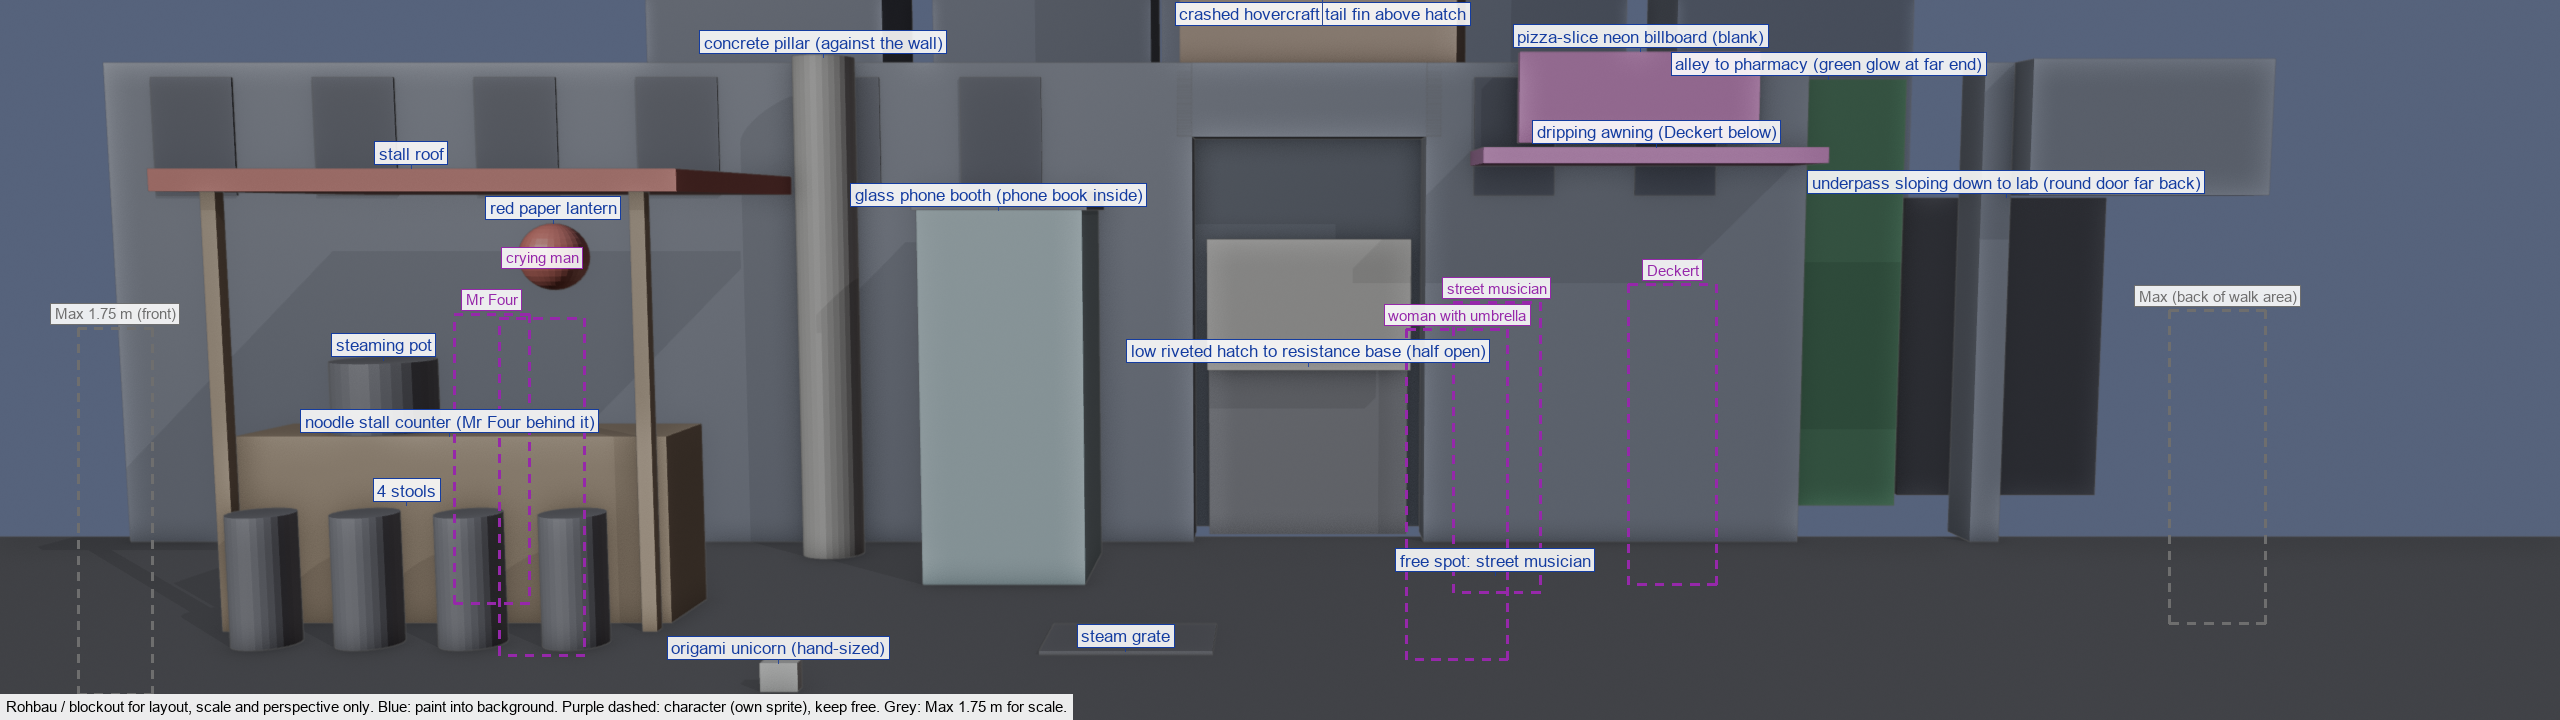 crashed hovercraft tail fin above hatch
pizza-slice neon billboard (blank)
concrete pillar (against the wall)
alley to pharmacy (green glow at far end)
dripping awning (Deckert below)
stall roof
underpass sloping down to lab (round door far back)
glass phone booth (phone book inside)
red paper lantern
crying man
Deckert
street musician
Mr Four
Max (back of walk area)
Max 1.75 m (front)
woman with umbrella
steaming pot
low riveted hatch to resistance base (half open)
noodle stall counter (Mr Four behind it)
4 stools
free spot: street musician
steam grate
origami unicorn (hand-sized)
Rohbau / blockout for layout, scale and perspective only. Blue: paint into background. Purple dashed: character (own sprite), keep free. Grey: Max 1.75 m for scale.